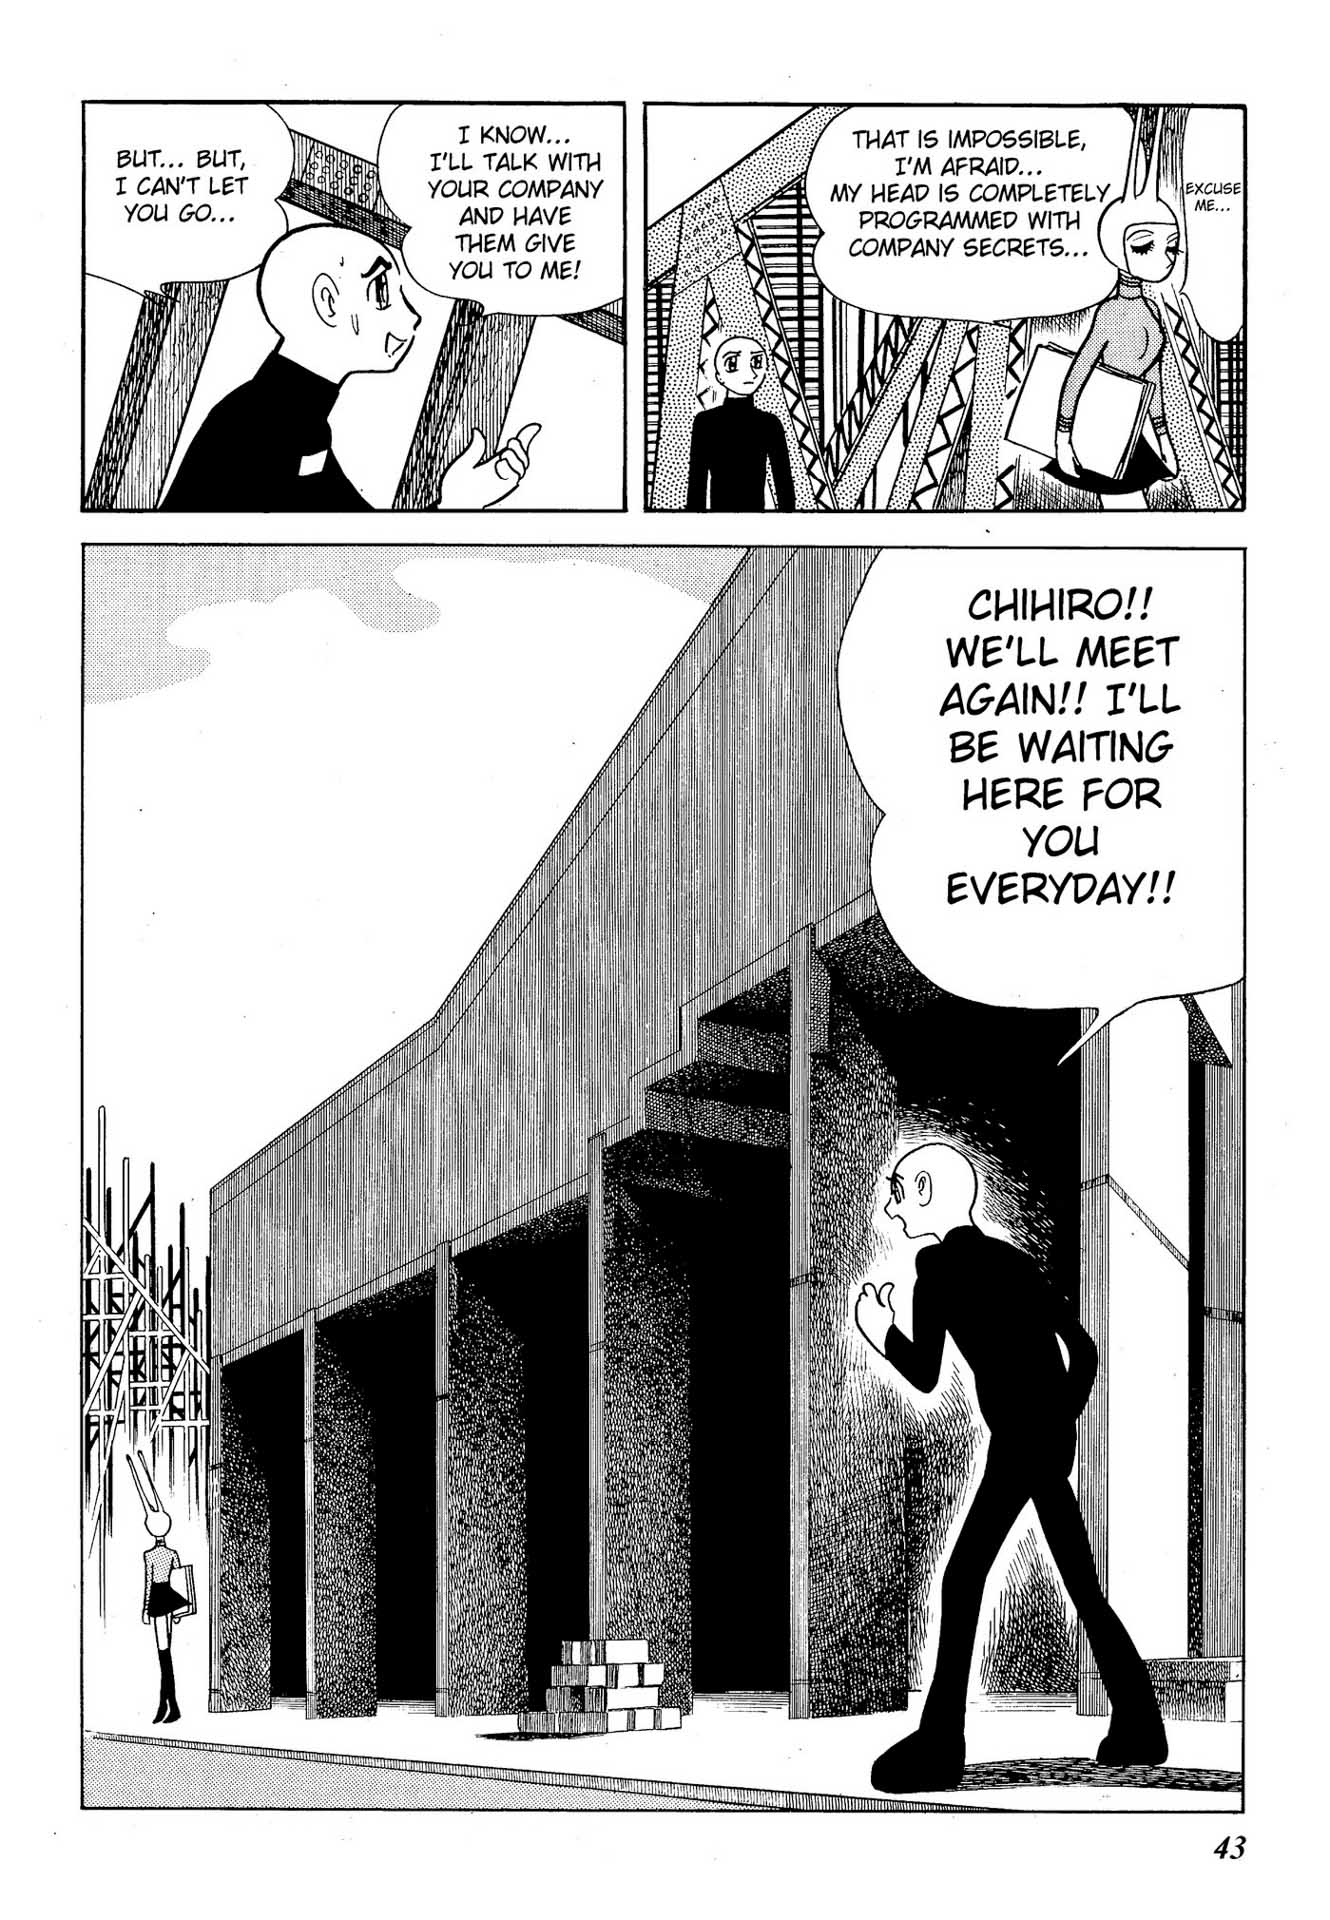 BUT... BUT,
I CAN'T LET
YOU GO...
I KNOW...
I'LL TALK WITH
YOUR COMPANY
AND HAVE
THEM GIVE
YOU TO ME!
THAT IS IMPOSSIBLE,
I'M AFRAID...
MY HEAD IS COMPLETELY
PROGRAMMED WITH
COMPANY SECRETS...
EXCUSE
ME...
CHIHIRO!!
WE'LL MEET
AGAIN!! I'LL
BE WAITING
HERE FOR
YOU
EVERYDAY!!
43